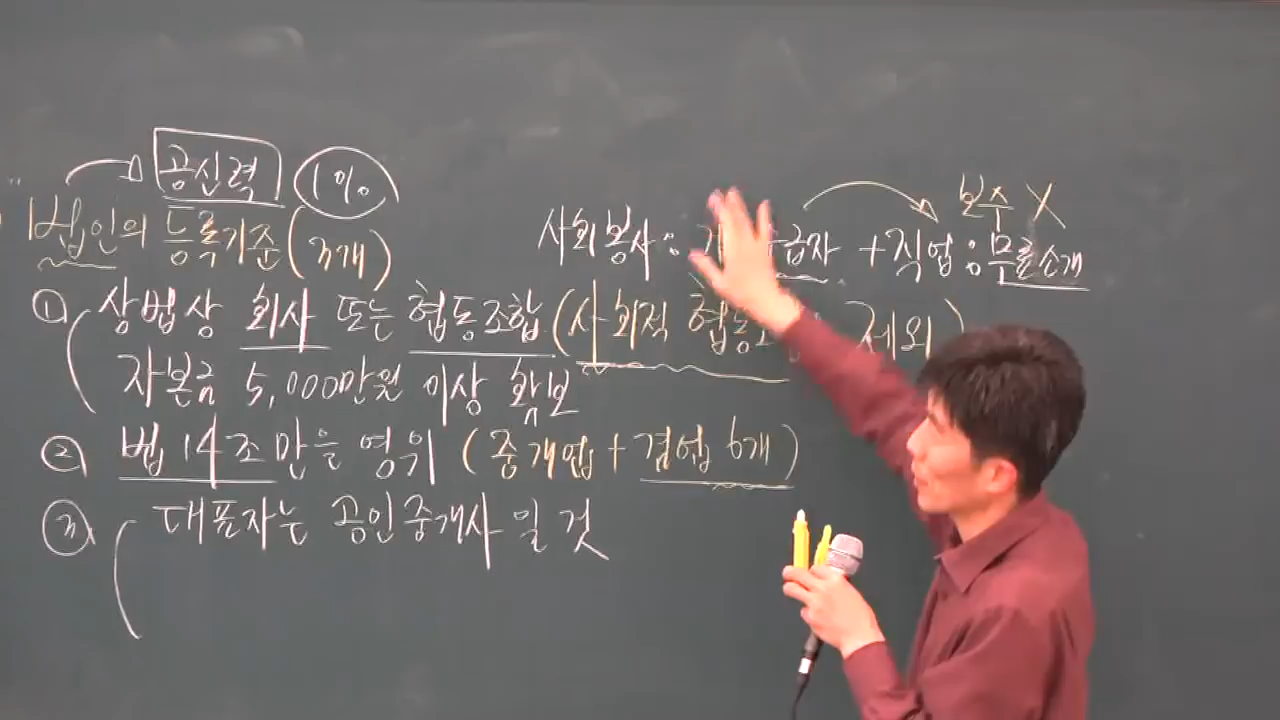 공신력 1%
법인의 등록기준(3개)
사회봉사: 급자 + 직업: 무료소개
보수 X
① 상법상 회사 또는 협동조합(사회적 협동 제외)
자본금 5,000만원 이상 확보
② 법 14조만을 영위 (중개업 + 겸업 6개)
③ 대표자는 공인중개사 일 것